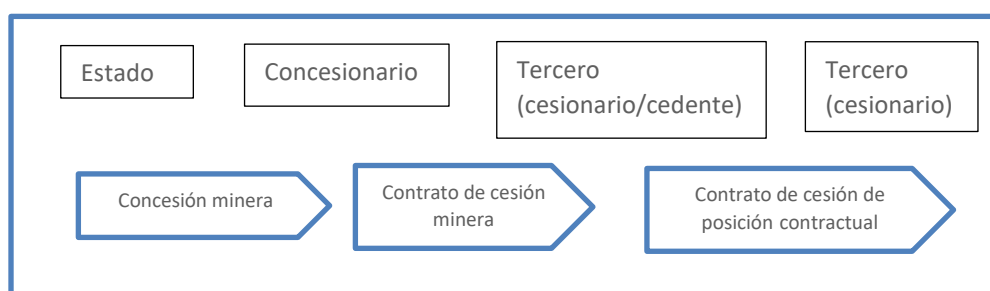 Estado
Concesionario
Tercero
(cesionario/cedente)
Tercero
(cesionario)
Concesión minera
Contrato de cesión
minera
Contrato de cesión de
posición contractual